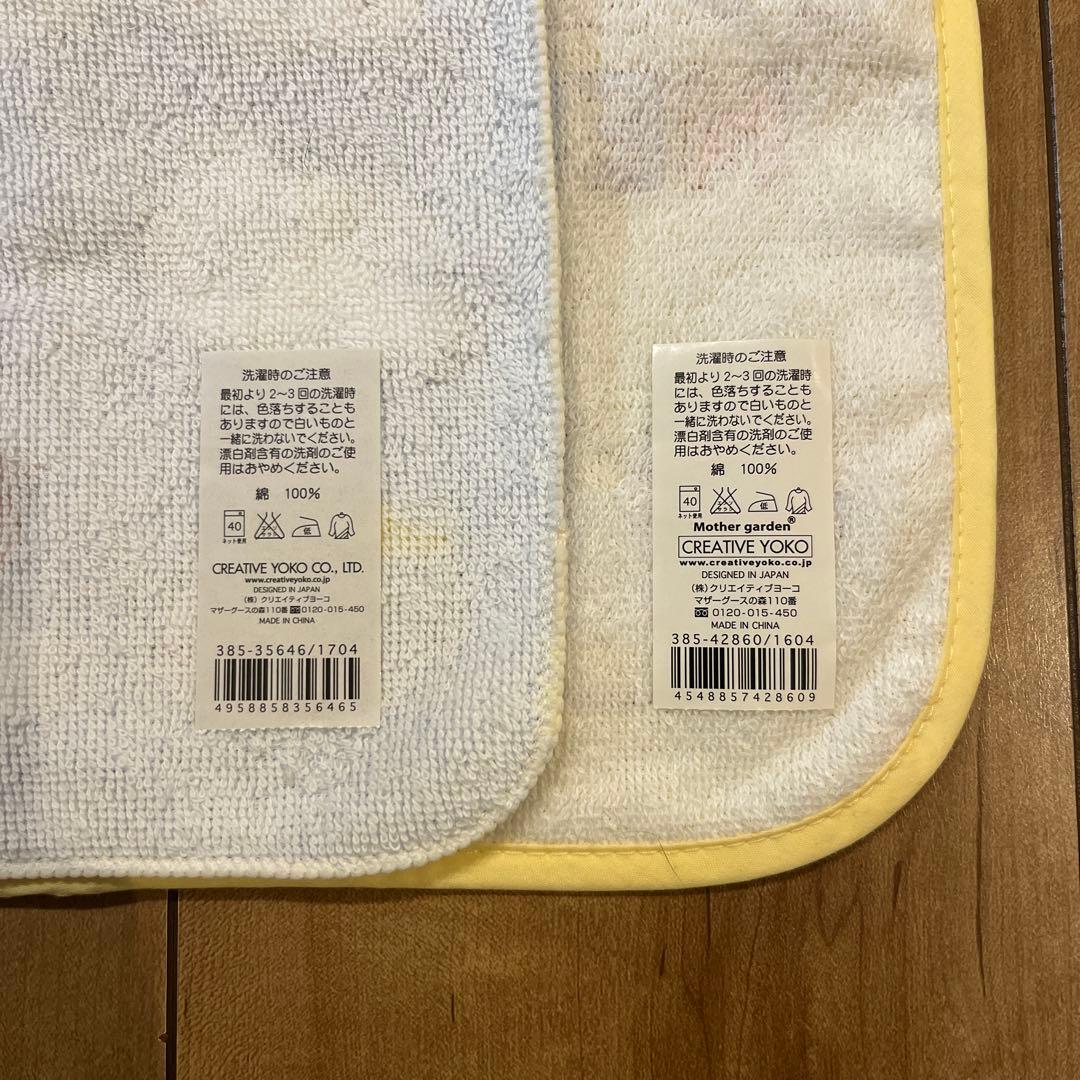 洗濯時のご注意
最初より2〜3回の洗濯時
には、色落ちすることも
ありますので白いものと
一緒に洗わないでください。
漂白剤含有の洗剤のご使
用はおやめください。
綿 100%
40
低
ネット使用
CREATIVE YOKO CO., LTD.
www.creativeyoko.co.jp
DESIGNED IN JAPAN
(株)クリエイティブヨーコ
マザーグースの森110番 0120-015-450
MADE IN CHINA
385-35646/1704
4958858356465
洗濯時のご注意
最初より2〜3回の洗濯時
には、色落ちすることも
ありますので白いものと
一緒に洗わないでください。
漂白剤含有の洗剤のご使
用はおやめください。
綿 100%
40
低
ネット使用
Mother garden®
CREATIVE YOKO
www.creativeyoko.co.jp
DESIGNED IN JAPAN
(株)クリエイティブヨーコ
マザーグースの森110番
0120-015-450
MADE IN CHINA
385-42860/1604
4548857428609